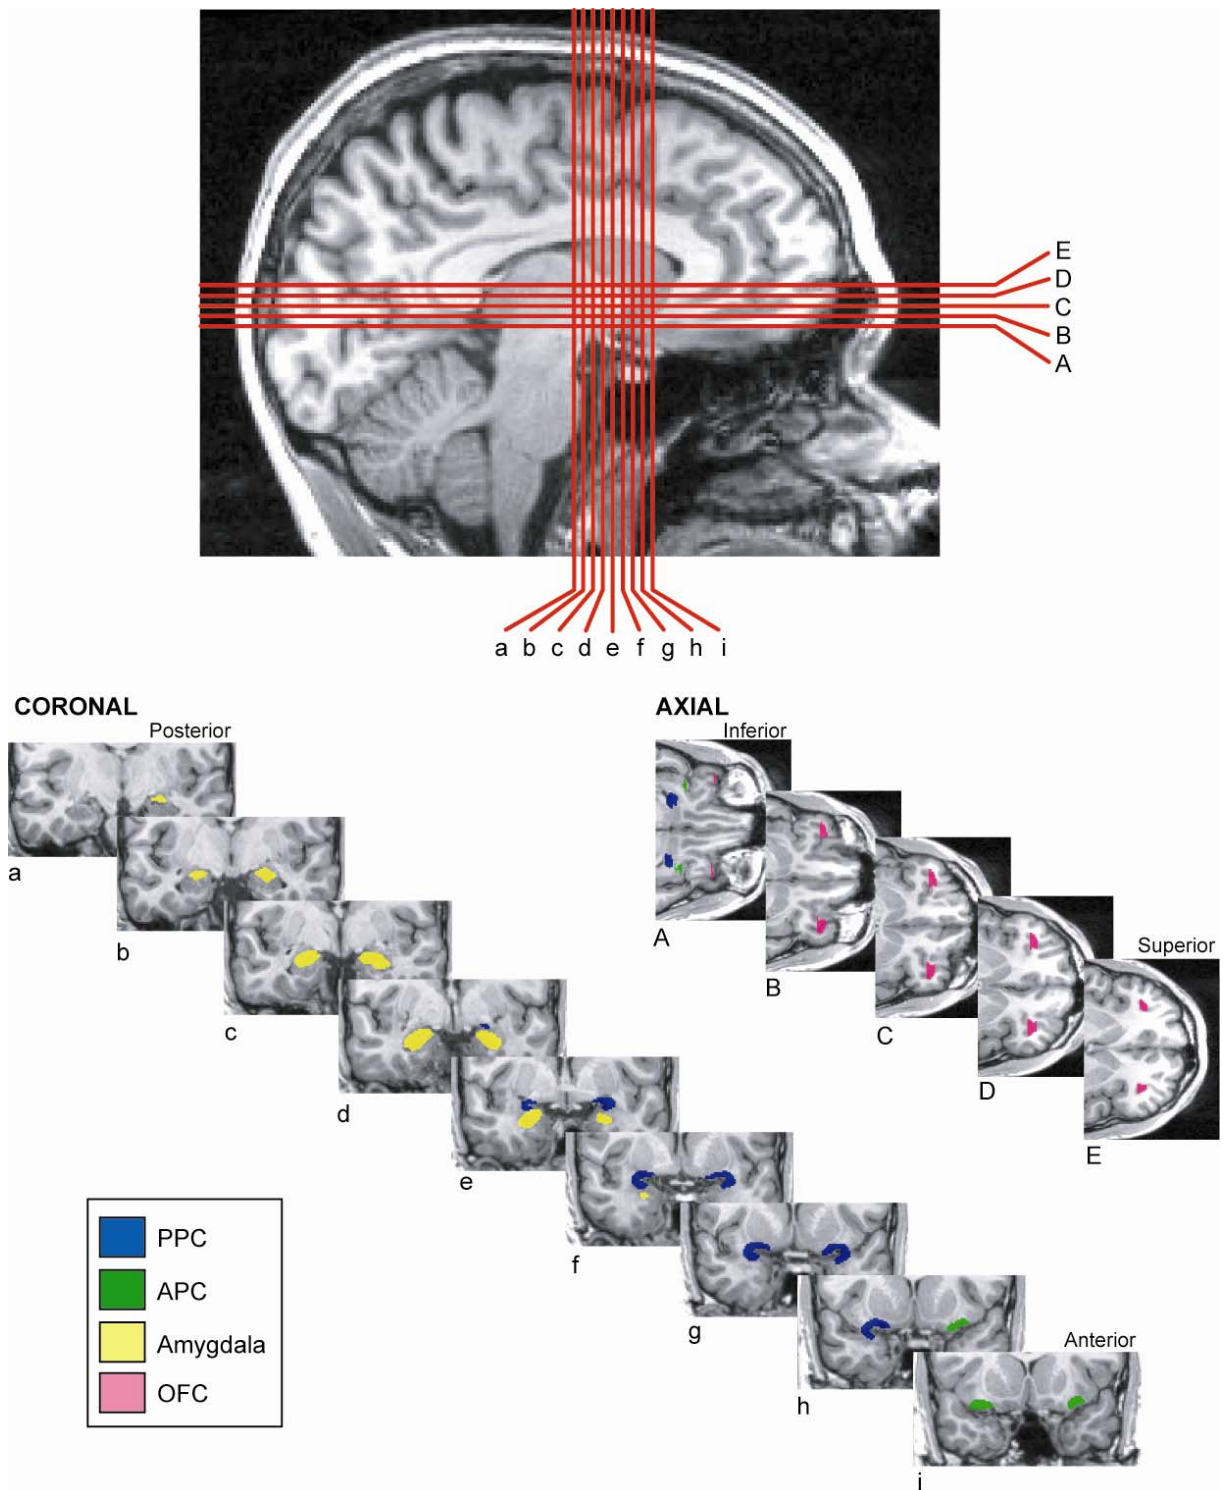 E
D
C
B
A
a b c d e f g h i
CORONAL
Posterior
a
b
c
d
e
f
g
h
Anterior
i
AXIAL
Inferior
A
B
C
D
Superior
E
PPC
APC
Amygdala
OFC